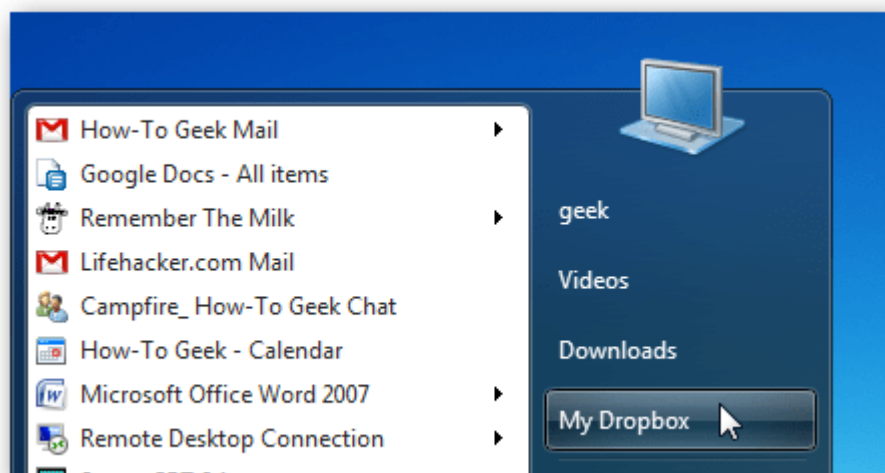 How-To Geek Mail
Google Docs - All items
Remember The Milk
Lifehacker.com Mail
Campfire_ How-To Geek Chat
How-To Geek - Calendar
Microsoft Office Word 2007
Remote Desktop Connection
geek
Videos
Downloads
My Dropbox